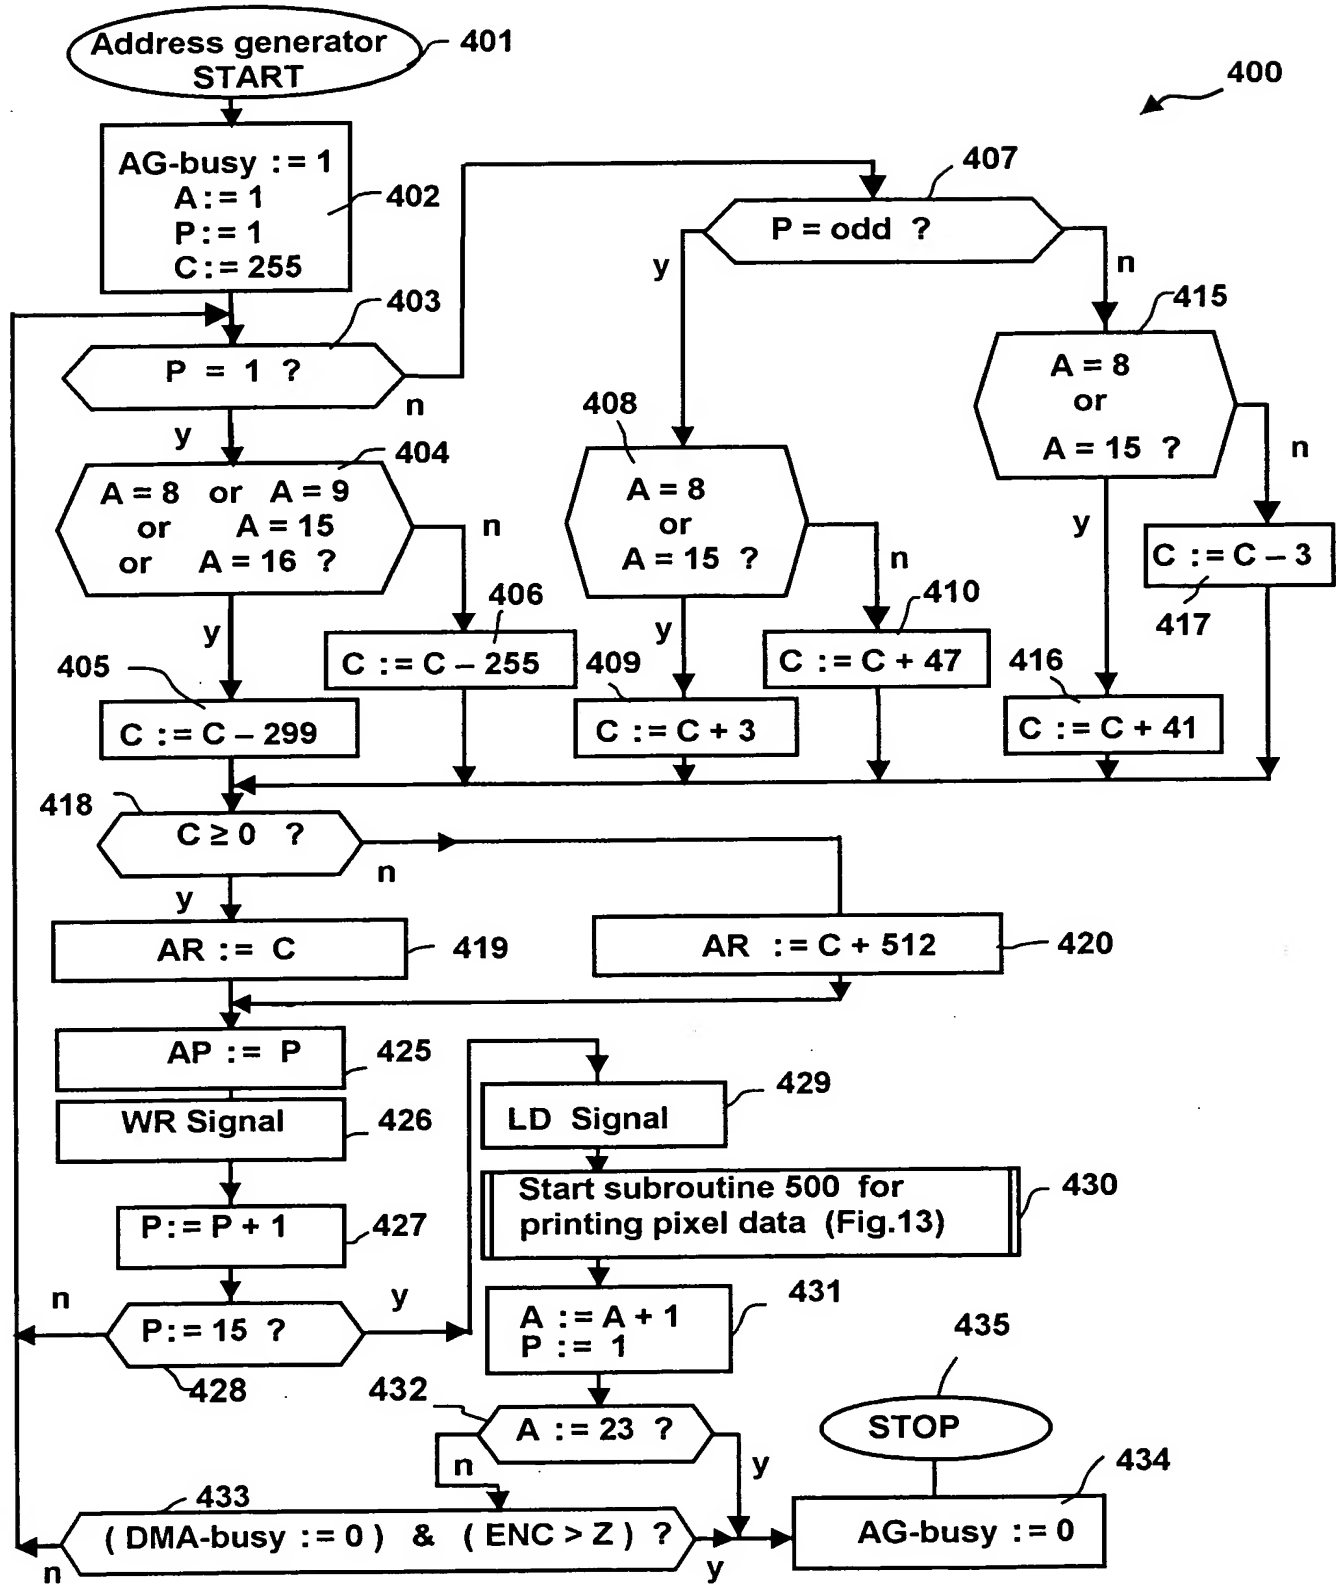 Address generator
START
401
400
AG-busy := 1
A := 1
P := 1
C := 255
402
407
P = odd ?
y
n
403
P = 1 ?
n
y
415
A = 8
or
A = 15 ?
n
y
408
A = 8
or
A = 15 ?
n
y
404
A = 8 or A = 9
or A = 15
or A = 16 ?
n
y
C := C – 3
417
406
C := C – 255
410
C := C + 47
405
C := C – 299
409
C := C + 3
416
C := C + 41
418
C ≥ 0 ?
n
y
AR := C
419
AR := C + 512
420
AP := P
425
WR Signal
426
P := P + 1
427
n
P := 15 ?
y
428
LD Signal
429
Start subroutine 500 for
printing pixel data (Fig.13)
430
A := A + 1
P := 1
431
432
A := 23 ?
n
y
435
STOP
434
AG-busy := 0
433
( DMA-busy := 0 ) & ( ENC > Z ) ?
n
y